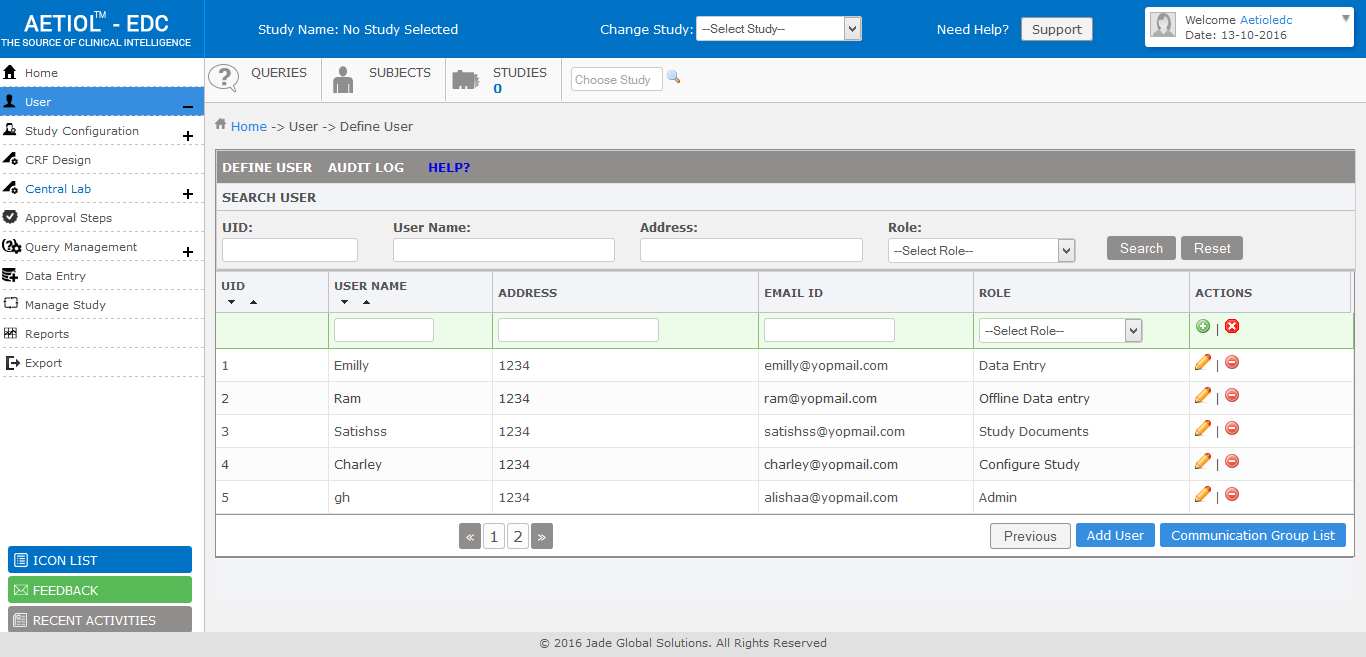 AETIOL™ - EDC
THE SOURCE OF CLINICAL INTELLIGENCE
Study Name: No Study Selected
Change Study: --Select Study--
Need Help? Support
Welcome Aetioledc
Date: 13-10-2016
Home
User
Study Configuration
CRF Design
Central Lab
Approval Steps
Query Management
Data Entry
Manage Study
Reports
Export
ICON LIST
FEEDBACK
RECENT ACTIVITIES
QUERIES
SUBJECTS
STUDIES
0
Choose Study
Home -> User -> Define User
DEFINE USER AUDIT LOG HELP?
SEARCH USER
UID: User Name: Address: Role:
--Select Role-- Search Reset
UID USER NAME ADDRESS EMAIL ID ROLE ACTIONS
--Select Role-- |
1 Emilly 1234 emilly@yopmail.com Data Entry |
2 Ram 1234 ram@yopmail.com Offline Data entry |
3 Satishss 1234 satishss@yopmail.com Study Documents |
4 Charley 1234 charley@yopmail.com Configure Study |
5 gh 1234 alishaa@yopmail.com Admin |
« 1 2 » Previous Add User Communication Group List
© 2016 Jade Global Solutions. All Rights Reserved